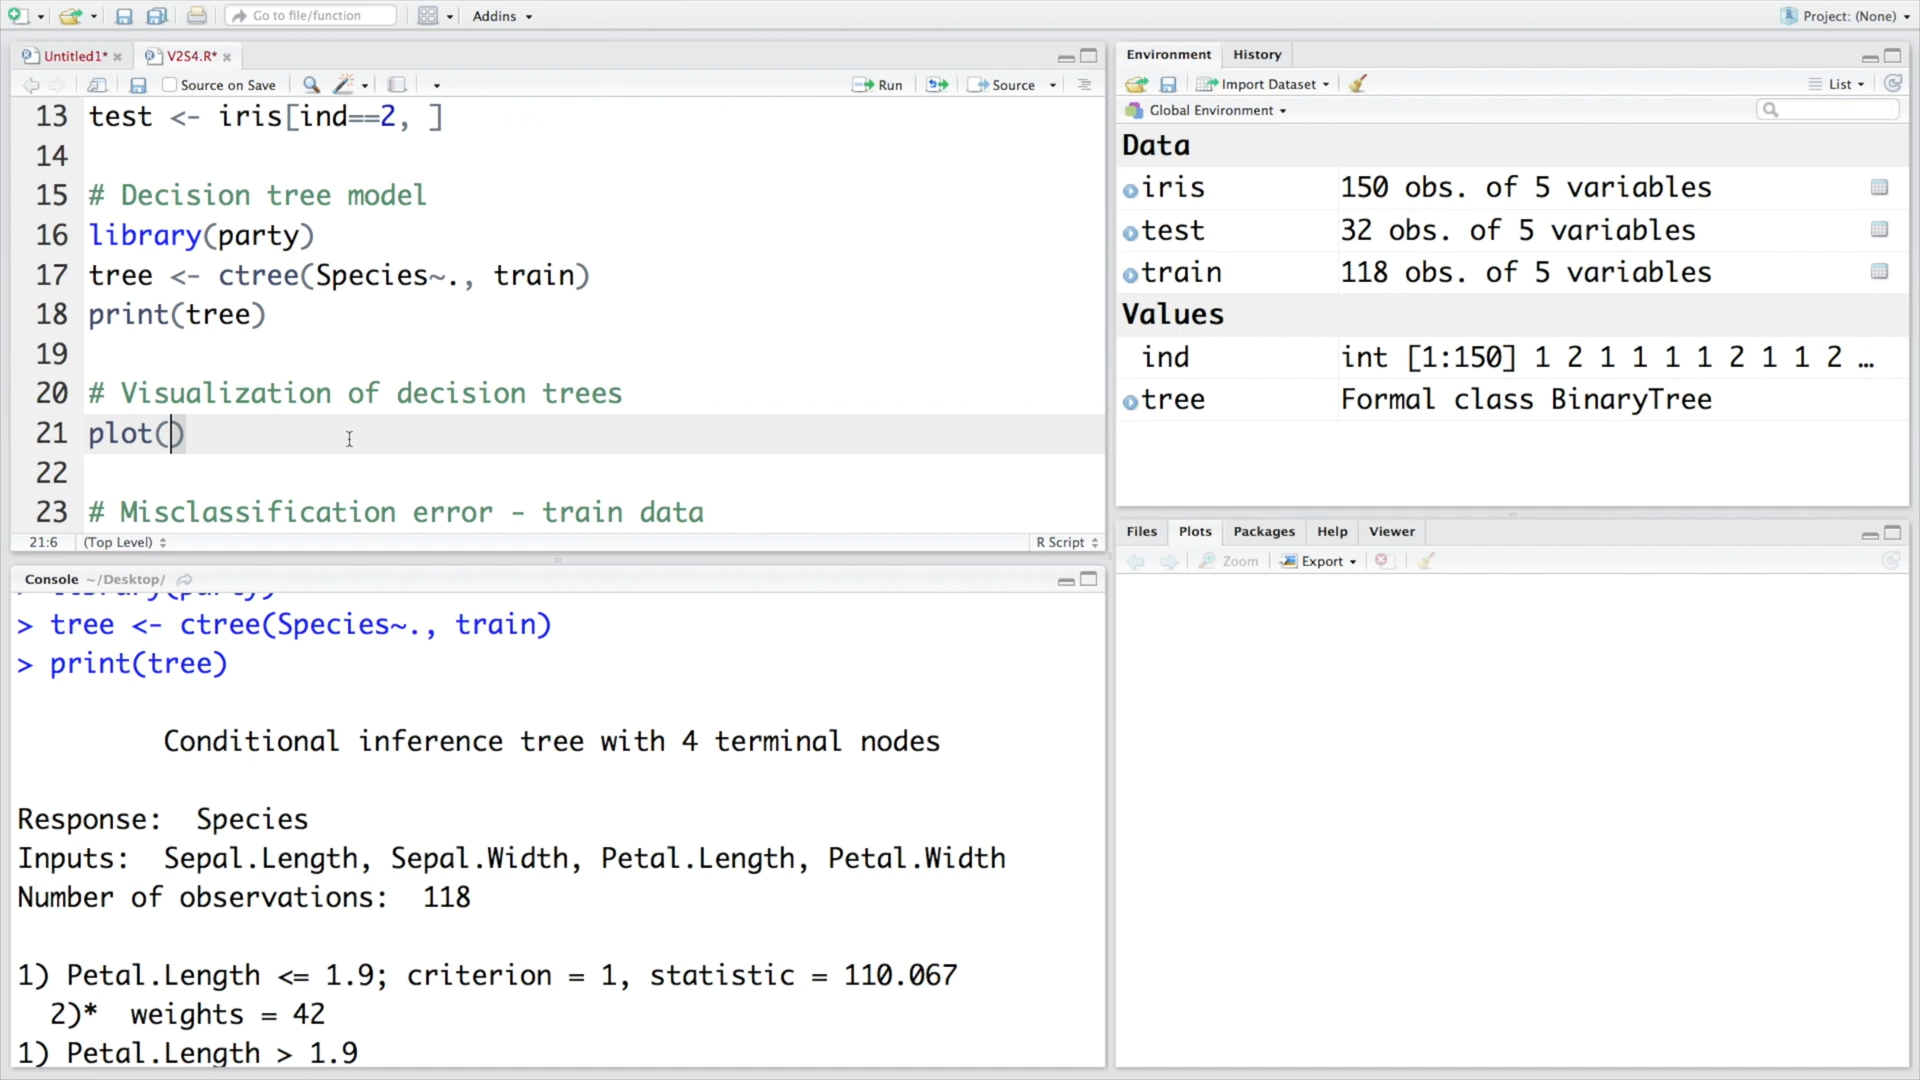 Go to file/function
Addins
Project: (None)
Untitled1*
V2S4.R*
Source on Save
Run
Source
13 test <- iris[ind==2, ]
14
15 # Decision tree model
16 library(party)
17 tree <- ctree(Species~., train)
18 print(tree)
19
20 # Visualization of decision trees
21 plot()
22
23 # Misclassification error - train data
21:6 (Top Level) R Script
Console ~/Desktop/
> library(party)
> tree <- ctree(Species~., train)
> print(tree)
Conditional inference tree with 4 terminal nodes
Response: Species
Inputs: Sepal.Length, Sepal.Width, Petal.Length, Petal.Width
Number of observations: 118
1) Petal.Length <= 1.9; criterion = 1, statistic = 110.067
2)* weights = 42
1) Petal.Length > 1.9
Environment History
Import Dataset
List
Global Environment
Data
iris 150 obs. of 5 variables
test 32 obs. of 5 variables
train 118 obs. of 5 variables
Values
ind int [1:150] 1 2 1 1 1 1 2 1 1 2 …
tree Formal class BinaryTree
Files Plots Packages Help Viewer
Zoom Export